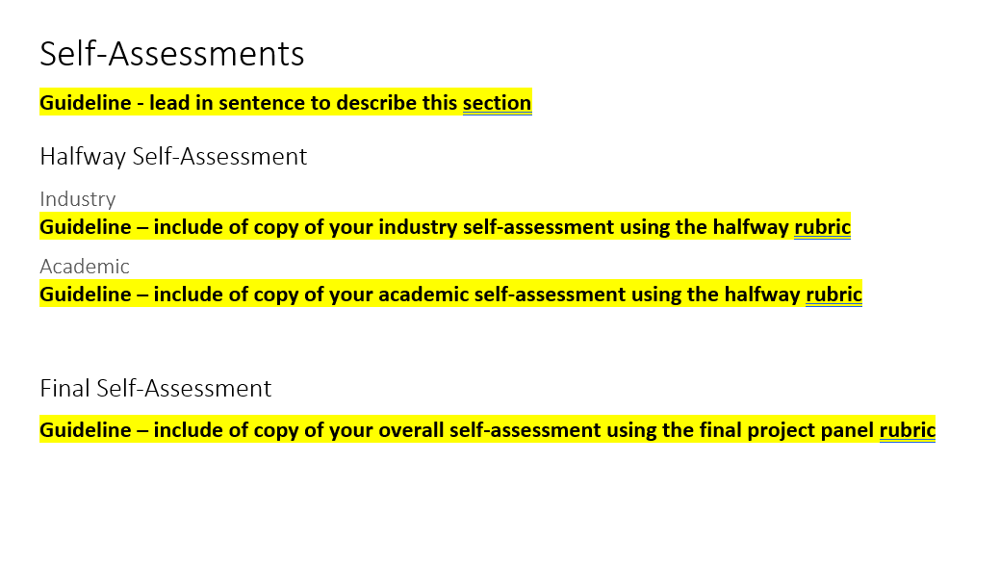 Self-Assessments
Guideline - lead in sentence to describe this section
Halfway Self-Assessment
Industry
Guideline – include of copy of your industry self-assessment using the halfway rubric
Academic
Guideline – include of copy of your academic self-assessment using the halfway rubric
Final Self-Assessment
Guideline – include of copy of your overall self-assessment using the final project panel rubric